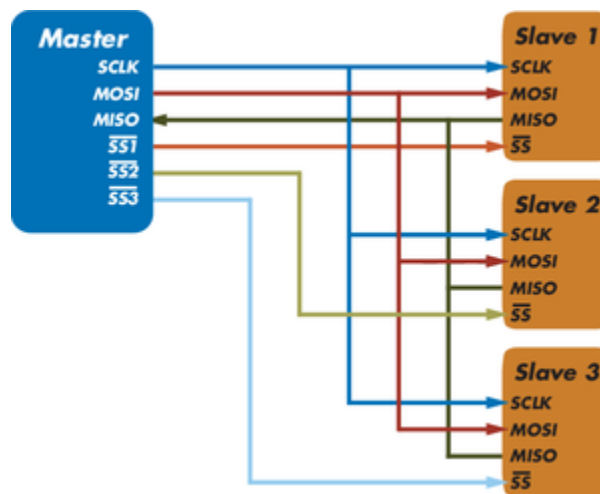 Master
SCLK
MOSI
MISO
SS1
SS2
SS3
Slave 1
SCLK
MOSI
MISO
SS
Slave 2
SCLK
MOSI
MISO
SS
Slave 3
SCLK
MOSI
MISO
SS